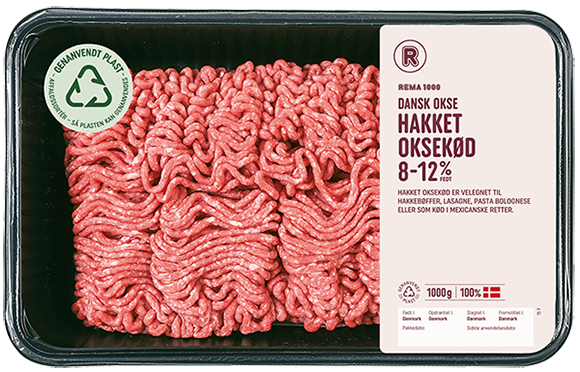 GENANVENDT PLAST
- AFFALDSSORTER - SÅ PLASTEN KAN GENANVENDES
R
REMA 1000
DANSK OKSE
HAKKET
OKSEKØD
8-12%
FEDT
HAKKET OKSEKØD ER VELEGNET TIL
HAKKEBØFFER, LASAGNE, PASTA BOLOGNESE
ELLER SOM KØD I MEXICANSKE RETTER.
GENANVENDT PLAST
1000g 100%
Født i: Opdrættet i: Slagtet i: Fremstillet i:
Danmark Danmark Danmark Danmark
Pakkedato: Sidste anvendelsesdato: